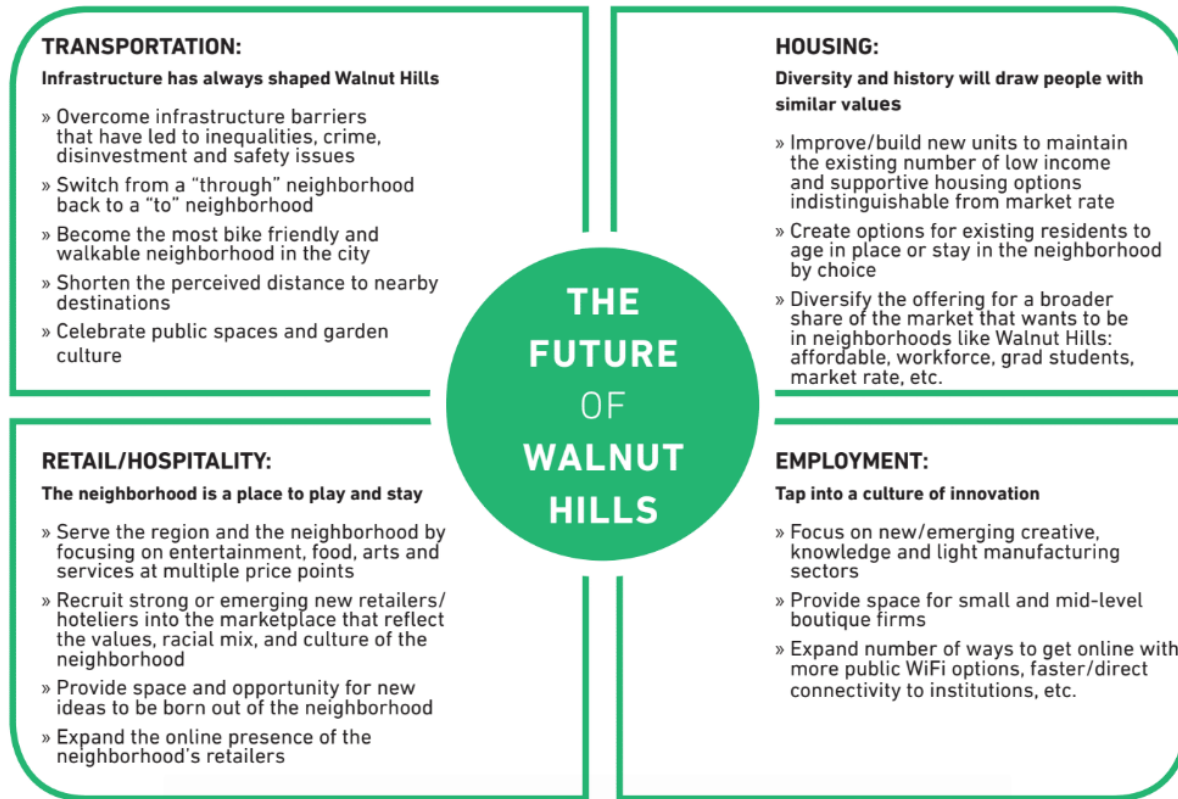 TRANSPORTATION:
Infrastructure has always shaped Walnut Hills
» Overcome infrastructure barriers
that have led to inequalities, crime,
disinvestment and safety issues
» Switch from a “through” neighborhood
back to a “to” neighborhood
» Become the most bike friendly and
walkable neighborhood in the city
» Shorten the perceived distance to nearby
destinations
» Celebrate public spaces and garden
culture
HOUSING:
Diversity and history will draw people with
similar values
» Improve/build new units to maintain
the existing number of low income
and supportive housing options
indistinguishable from market rate
» Create options for existing residents to
age in place or stay in the neighborhood
by choice
» Diversify the offering for a broader
share of the market that wants to be
in neighborhoods like Walnut Hills:
affordable, workforce, grad students,
market rate, etc.
THE
FUTURE
OF
WALNUT
HILLS
RETAIL/HOSPITALITY:
The neighborhood is a place to play and stay
» Serve the region and the neighborhood by
focusing on entertainment, food, arts and
services at multiple price points
» Recruit strong or emerging new retailers/
hoteliers into the marketplace that reflect
the values, racial mix, and culture of the
neighborhood
» Provide space and opportunity for new
ideas to be born out of the neighborhood
» Expand the online presence of the
neighborhood’s retailers
EMPLOYMENT:
Tap into a culture of innovation
» Focus on new/emerging creative,
knowledge and light manufacturing
sectors
» Provide space for small and mid-level
boutique firms
» Expand number of ways to get online with
more public WiFi options, faster/direct
connectivity to institutions, etc.